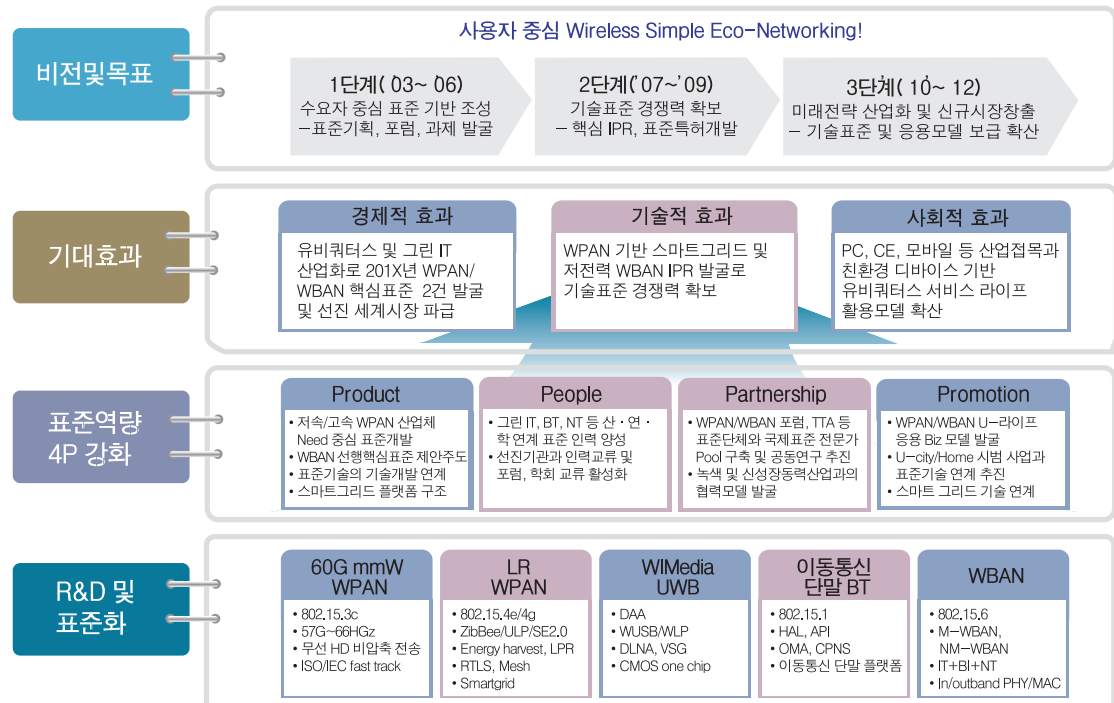 사용자 중심 Wireless Simple Eco-Networking!
비전및목표
1단계( '03~ '06)
수요자 중심 표준 기반 조성
-표준기획, 포럼, 과제 발굴
2단계('07~'09)
기술표준 경쟁력 확보
- 핵심 IPR, 표준특허개발
3단계('10~ '12)
미래전략 산업화 및 신규시장창출
- 기술표준 및 응용모델 보급 확산
기대효과
경제적 효과
유비쿼터스 및 그린 IT
산업화로 201X년 WPAN/
WBAN 핵심표준 2건 발굴
및 선진 세계시장 파급
기술적 효과
WPAN 기반 스마트그리드 및
저전력 WBAN IPR 발굴로
기술표준 경쟁력 확보
사회적 효과
PC, CE, 모바일 등 산업접목과
친환경 디바이스 기반
유비쿼터스 서비스 라이프
활용모델 확산
표준역량
4P 강화
Product
• 저속/고속 WPAN 산업체
Need 중심 표준개발
• WBAN 선행핵심표준 제안주도
• 표준기술의 기술개발 연계
• 스마트그리드 플랫폼 구조
People
• 그린 IT, BT, NT 등 산·연·
학 연계 표준 인력 양성
• 선진기관과 인력교류 및
포럼, 학회 교류 활성화
Partnership
• WPAN/WBAN 포럼, TTA 등
표준단체와 국제표준 전문가
Pool 구축 및 공동연구 추진
• 녹색 및 신성장동력산업과의
협력모델 발굴
Promotion
• WPAN/WBAN U-라이프
응용 Biz 모델 발굴
• U-city/Home 시범 사업과
표준기술 연계 추진
• 스마트 그리드 기술 연계
R&D 및
표준화
60G mmW
WPAN
• 802.15.3c
• 57G~66HGz
• 무선 HD 비압축 전송
• ISO/IEC fast track
LR
WPAN
• 802.15.4e/4g
• ZibBee/ULP/SE2.0
• Energy harvest, LPR
• RTLS, Mesh
• Smartgrid
WIMedia
UWB
• DAA
• WUSB/WLP
• DLNA, VSG
• CMOS one chip
이동통신
단말 BT
• 802.15.1
• HAL, API
• OMA, CPNS
• 이동통신 단말 플랫폼
WBAN
• 802.15.6
• M-WBAN,
NM-WBAN
• IT+BI+NT
• In/outband PHY/MAC